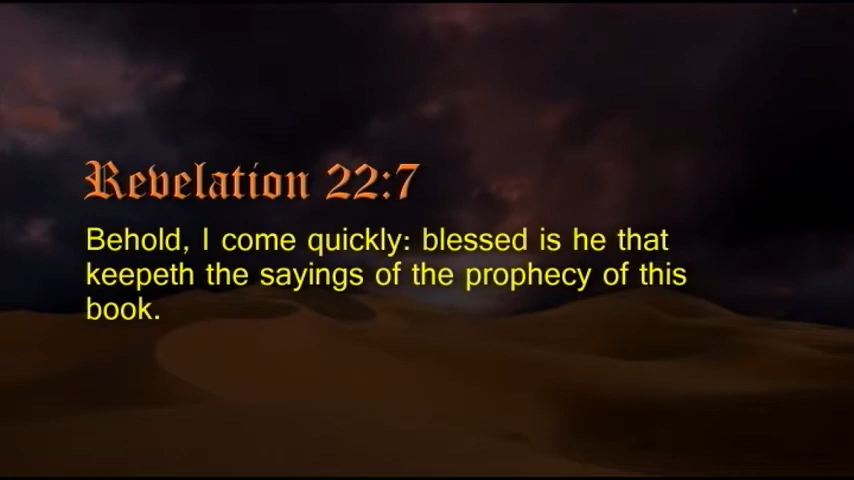 Revelation 22:7
Behold, I come quickly: blessed is he that
keepeth the sayings of the prophecy of this
book.